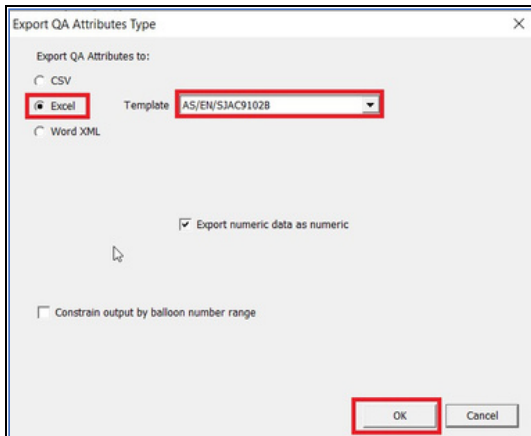 Export QA Attributes Type
Export QA Attributes to:
CSV
Excel Template AS/EN/SJAC9102B
Word XML
Export numeric data as numeric
Constrain output by balloon number range
OK Cancel